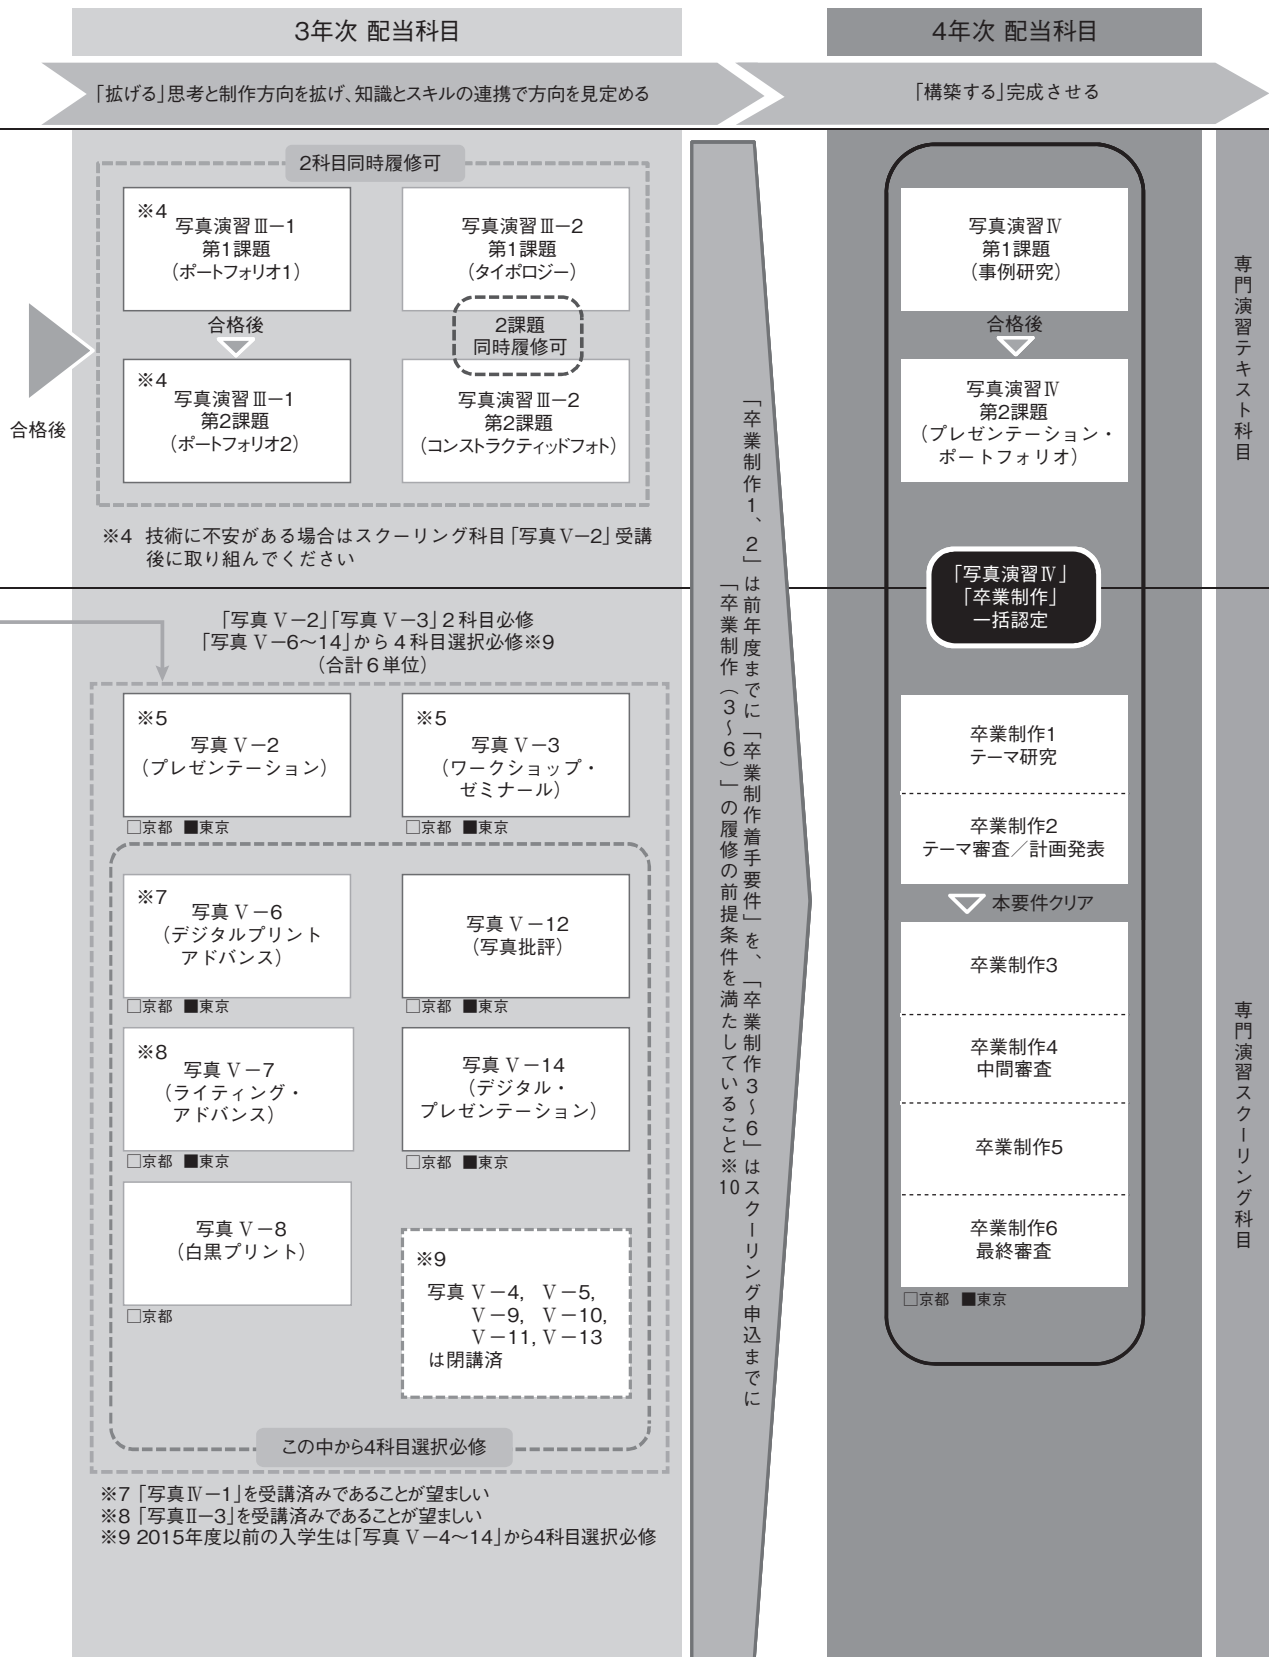 3年次 配当科目
4年次 配当科目
「拡げる」思考と制作方向を拡げ、知識とスキルの連携で方向を見定める
「構築する」完成させる
2科目同時履修可
※4
写真演習Ⅲ－1
第1課題
（ポートフォリオ1）
写真演習Ⅲ－2
第1課題
（タイポロジー）
合格後
2課題
同時履修可
※4
写真演習Ⅲ－1
第2課題
（ポートフォリオ2）
写真演習Ⅲ－2
第2課題
（コンストラクティッドフォト）
合格後
※4 技術に不安がある場合はスクーリング科目「写真Ⅴ－2」受講
後に取り組んでください
「写真 Ⅴ－2」「写真 Ⅴ－3」2科目必修
「写真 Ⅴ－6〜14」から4科目選択必修※9
（合計6単位）
※5
写真 Ⅴ－2
（プレゼンテーション）
□京都 ■東京
※5
写真 Ⅴ－3
（ワークショップ・
ゼミナール）
□京都 ■東京
※7
写真 Ⅴ－6
（デジタルプリント
アドバンス）
□京都 ■東京
写真 Ⅴ－12
（写真批評）
□京都 ■東京
※8
写真 Ⅴ－7
（ライティング・
アドバンス）
□京都 ■東京
写真 Ⅴ－14
（デジタル・
プレゼンテーション）
□京都 ■東京
写真 Ⅴ－8
（白黒プリント）
□京都
※9
写真 Ⅴ－4, Ⅴ－5,
Ⅴ－9, Ⅴ－10,
Ⅴ－11, Ⅴ－13
は閉講済
この中から4科目選択必修
※7「写真Ⅳ－1」を受講済みであることが望ましい
※8「写真Ⅱ－3」を受講済みであることが望ましい
※9 2015年度以前の入学生は「写真 Ⅴ－4〜14」から4科目選択必修
「卒業制作1、2」は前年度までに「卒業制作着手要件」を、「卒業制作3〜6」はスクーリング申込までに
「卒業制作（3〜6）」の履修の前提条件を満たしていること※10
写真演習Ⅳ
第1課題
（事例研究）
合格後
写真演習Ⅳ
第2課題
（プレゼンテーション・
ポートフォリオ）
「写真演習Ⅳ」
「卒業制作」
一括認定
卒業制作1
テーマ研究
卒業制作2
テーマ審査／計画発表
本要件クリア
卒業制作3
卒業制作4
中間審査
卒業制作5
卒業制作6
最終審査
□京都 ■東京
専門演習テキスト科目
専門演習スクーリング科目